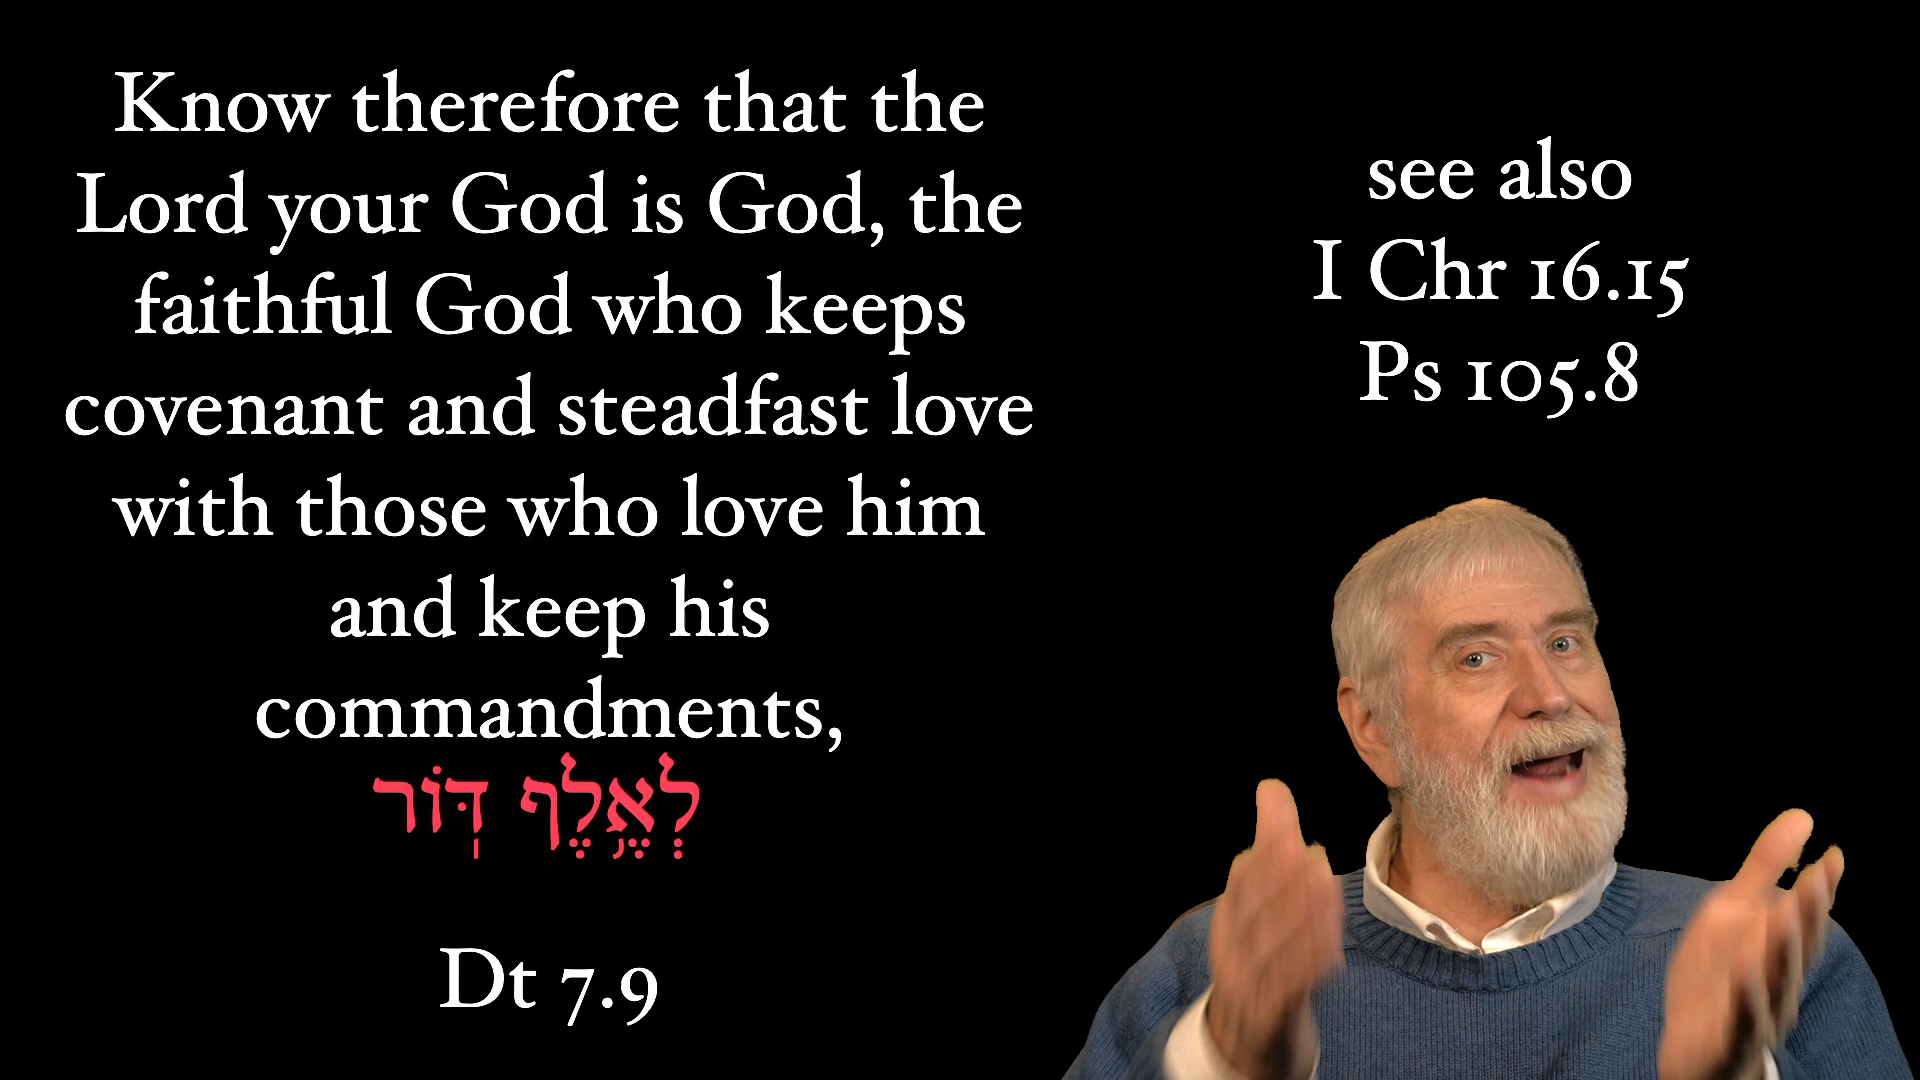 Know therefore that the
Lord your God is God, the
faithful God who keeps
covenant and steadfast love
with those who love him
and keep his
commandments,
לְאֶ֥לֶף דּֽוֹר
Dt 7.9
see also
I Chr 16.15
Ps 105.8